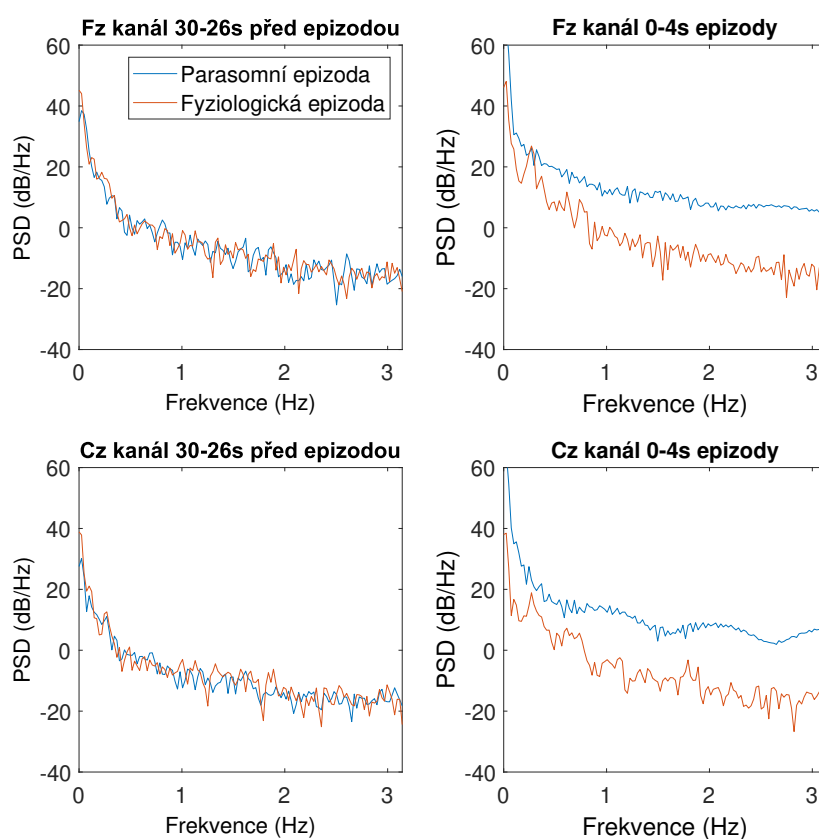 Fz kanál 30-26s před epizodou
60
40
20
0
-20
-40
PSD (dB/Hz)
Parasomní epizoda
Fyziologická epizoda
0 1 2 3
Frekvence (Hz)
Fz kanál 0-4s epizody
60
40
20
0
-20
-40
PSD (dB/Hz)
0 1 2 3
Frekvence (Hz)
Cz kanál 30-26s před epizodou
60
40
20
0
-20
-40
PSD (dB/Hz)
0 1 2 3
Frekvence (Hz)
Cz kanál 0-4s epizody
60
40
20
0
-20
-40
PSD (dB/Hz)
0 1 2 3
Frekvence (Hz)